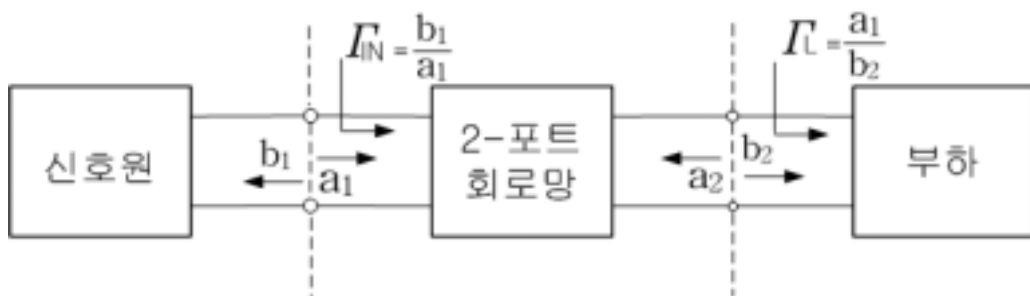 Γ_IN = b₁/a₁
Γ_L = a₁/b₂
신호원
b₁
a₁
2-포트
회로망
a₂
b₂
부하